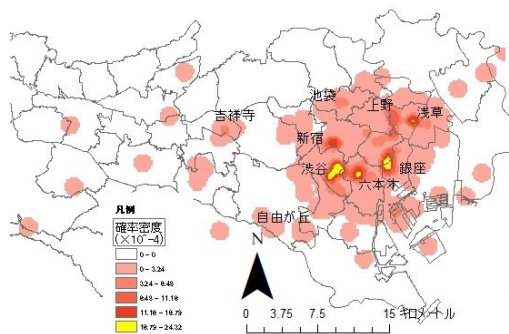 池袋
上野
浅草
吉祥寺
新宿
渋谷
銀座
六本木
自由が丘
凡例
確率密度
(×10^-4)
0 - 0
0 - 3.24
3.24 - 6.48
6.48 - 11.18
11.18 - 18.79
18.79 - 24.32
N
0 3.75 7.5 15 キロメートル